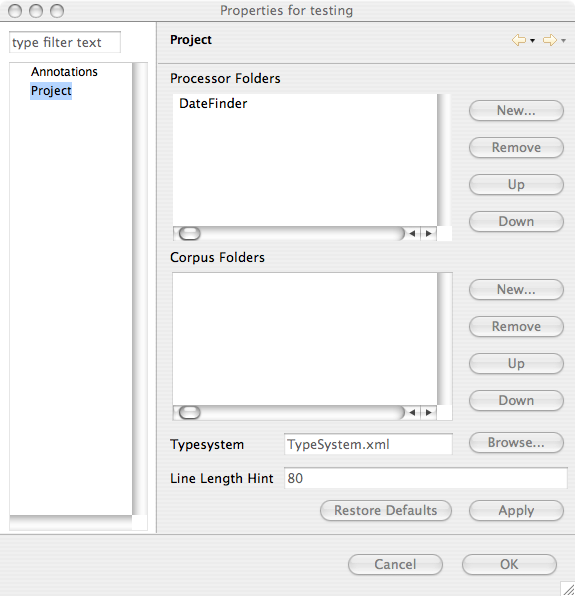 Properties for testing
type filter text
Annotations
Project
Project
Processor Folders
DateFinder
New...
Remove
Up
Down
Corpus Folders
New...
Remove
Up
Down
Typesystem TypeSystem.xml Browse...
Line Length Hint 80
Restore Defaults Apply
Cancel OK